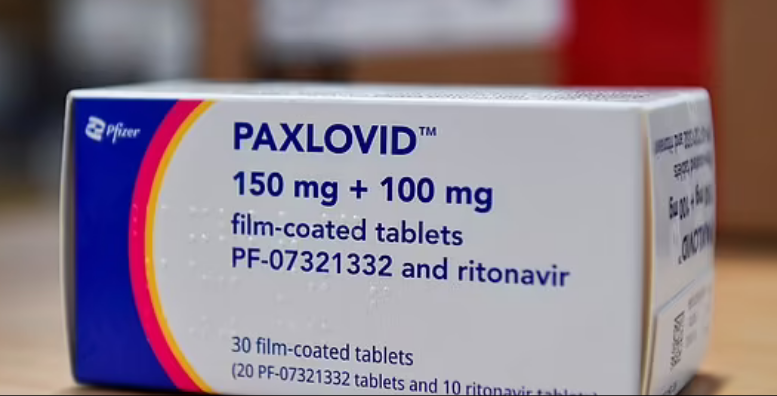 Pfizer
PAXLOVID™
150 mg + 100 mg
film-coated tablets
PF-07321332 and ritonavir
30 film-coated tablets
(20 PF-07321332 tablets and 10 ritonavir tablets)